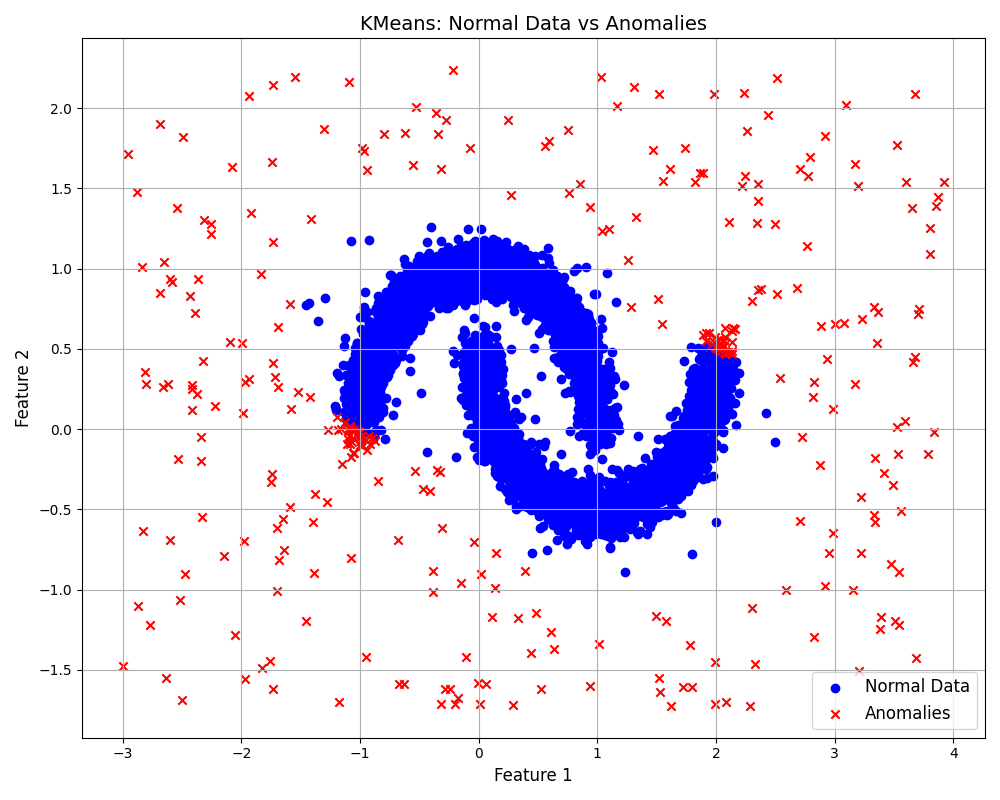 KMeans: Normal Data vs Anomalies
Feature 2
2.0
1.5
1.0
0.5
0.0
−0.5
−1.0
−1.5
Normal Data
Anomalies
−3 −2 −1 0 1 2 3 4
Feature 1